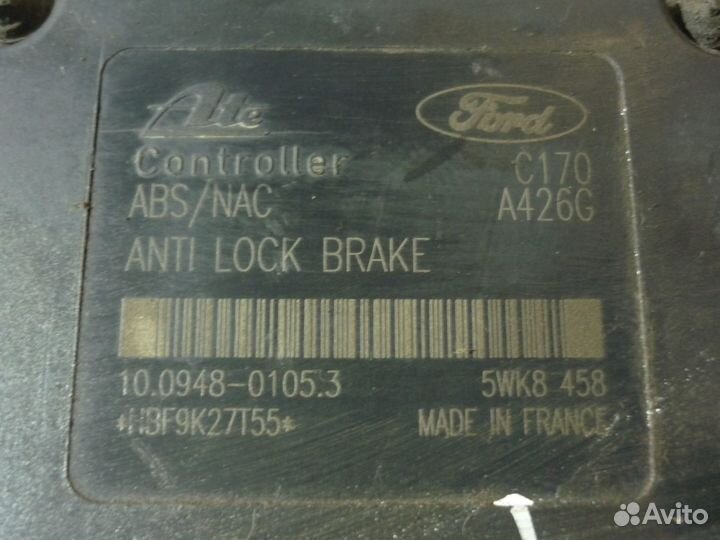 Ate Ford
Controller C170
ABS/NAC A426G
ANTI LOCK BRAKE
10.0948-0105.3 5WK8 458
*HBF9K27T55* MADE IN FRANCE
Avito